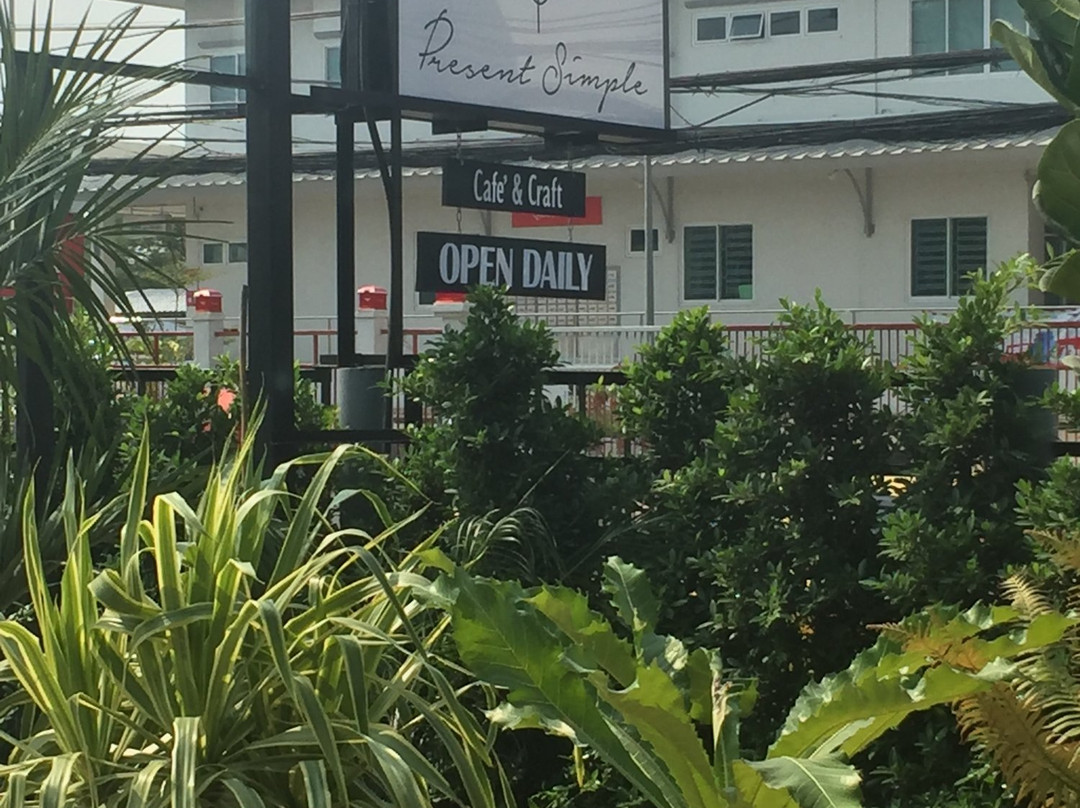 Present Simple
Cafe' & Craft
OPEN DAILY